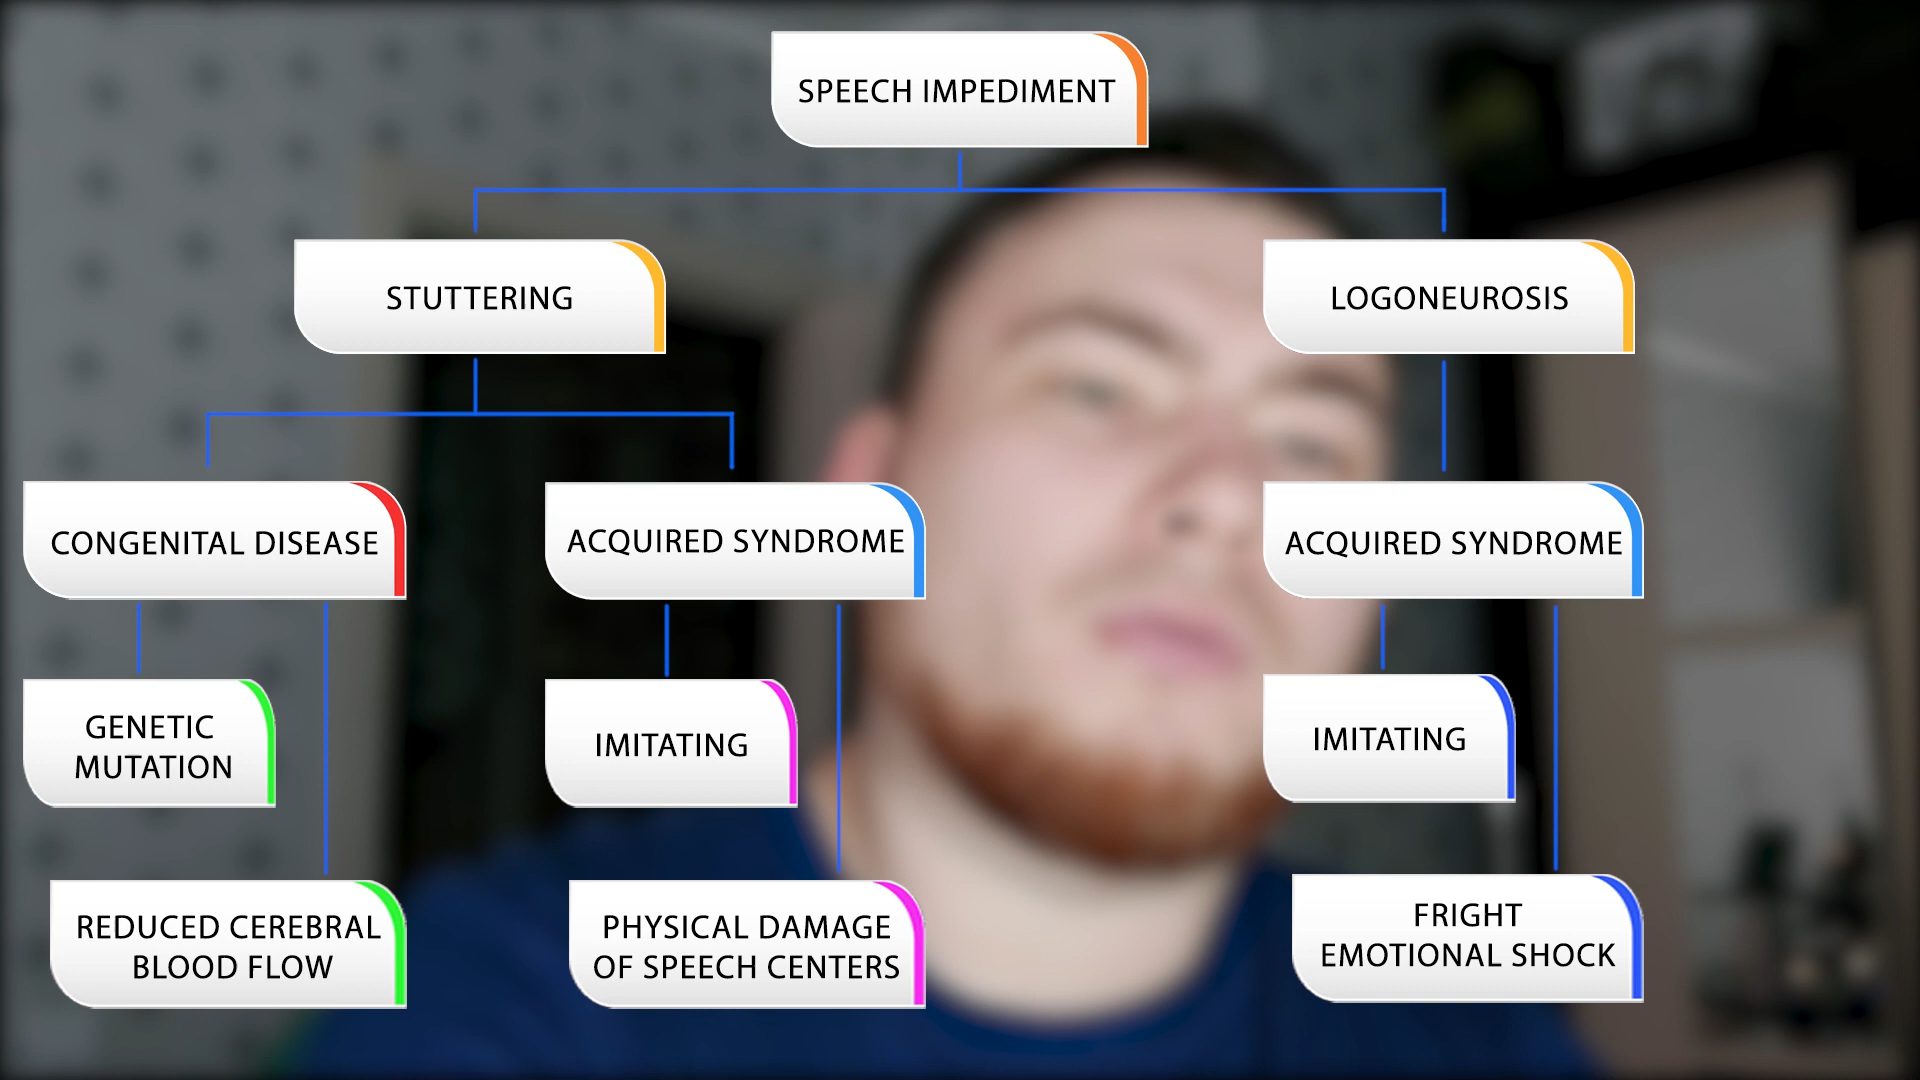 SPEECH IMPEDIMENT
STUTTERING
LOGONEUROSIS
CONGENITAL DISEASE
ACQUIRED SYNDROME
ACQUIRED SYNDROME
GENETIC
MUTATION
IMITATING
IMITATING
REDUCED CEREBRAL
BLOOD FLOW
PHYSICAL DAMAGE
OF SPEECH CENTERS
FRIGHT
EMOTIONAL SHOCK